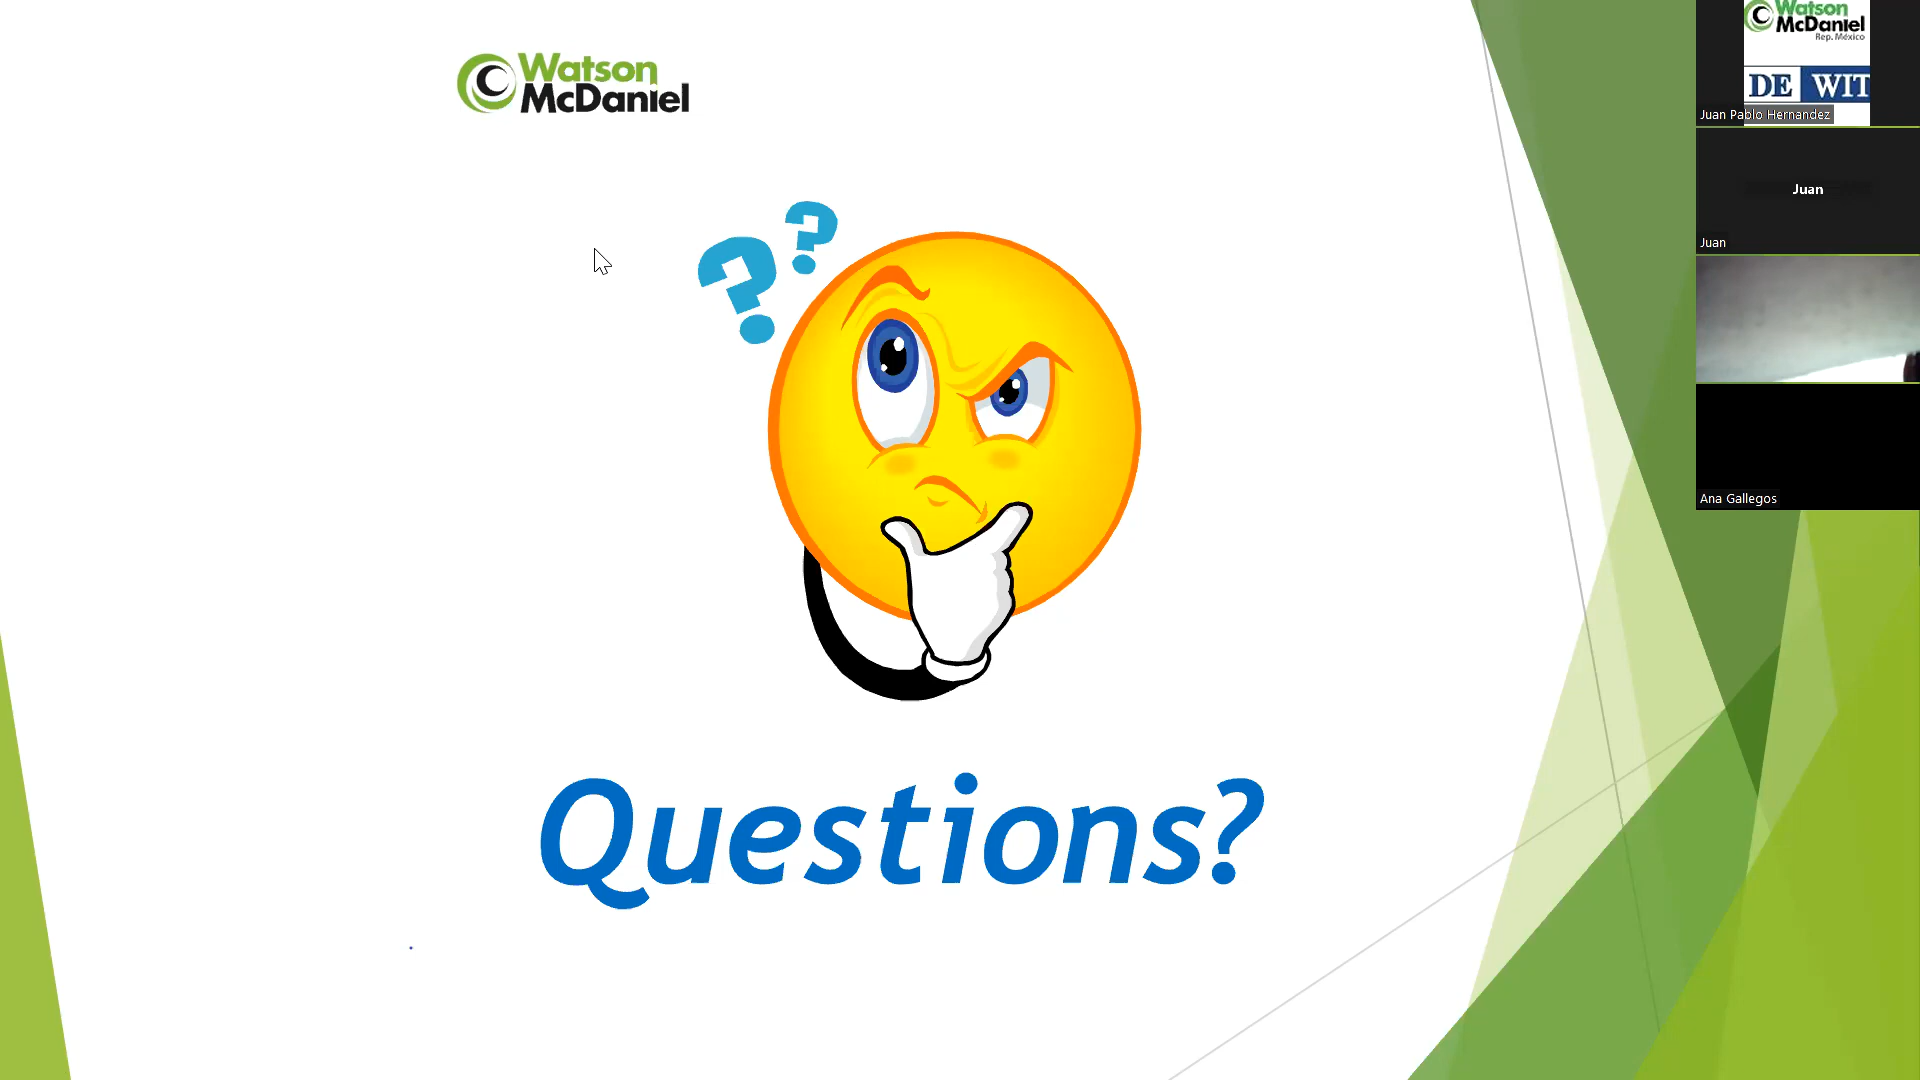 Watson
McDaniel
? ?
Questions?
Watson
McDaniel
Rep. México
DE WIT
Juan Pablo Hernandez
Juan
Juan
Ana Gallegos